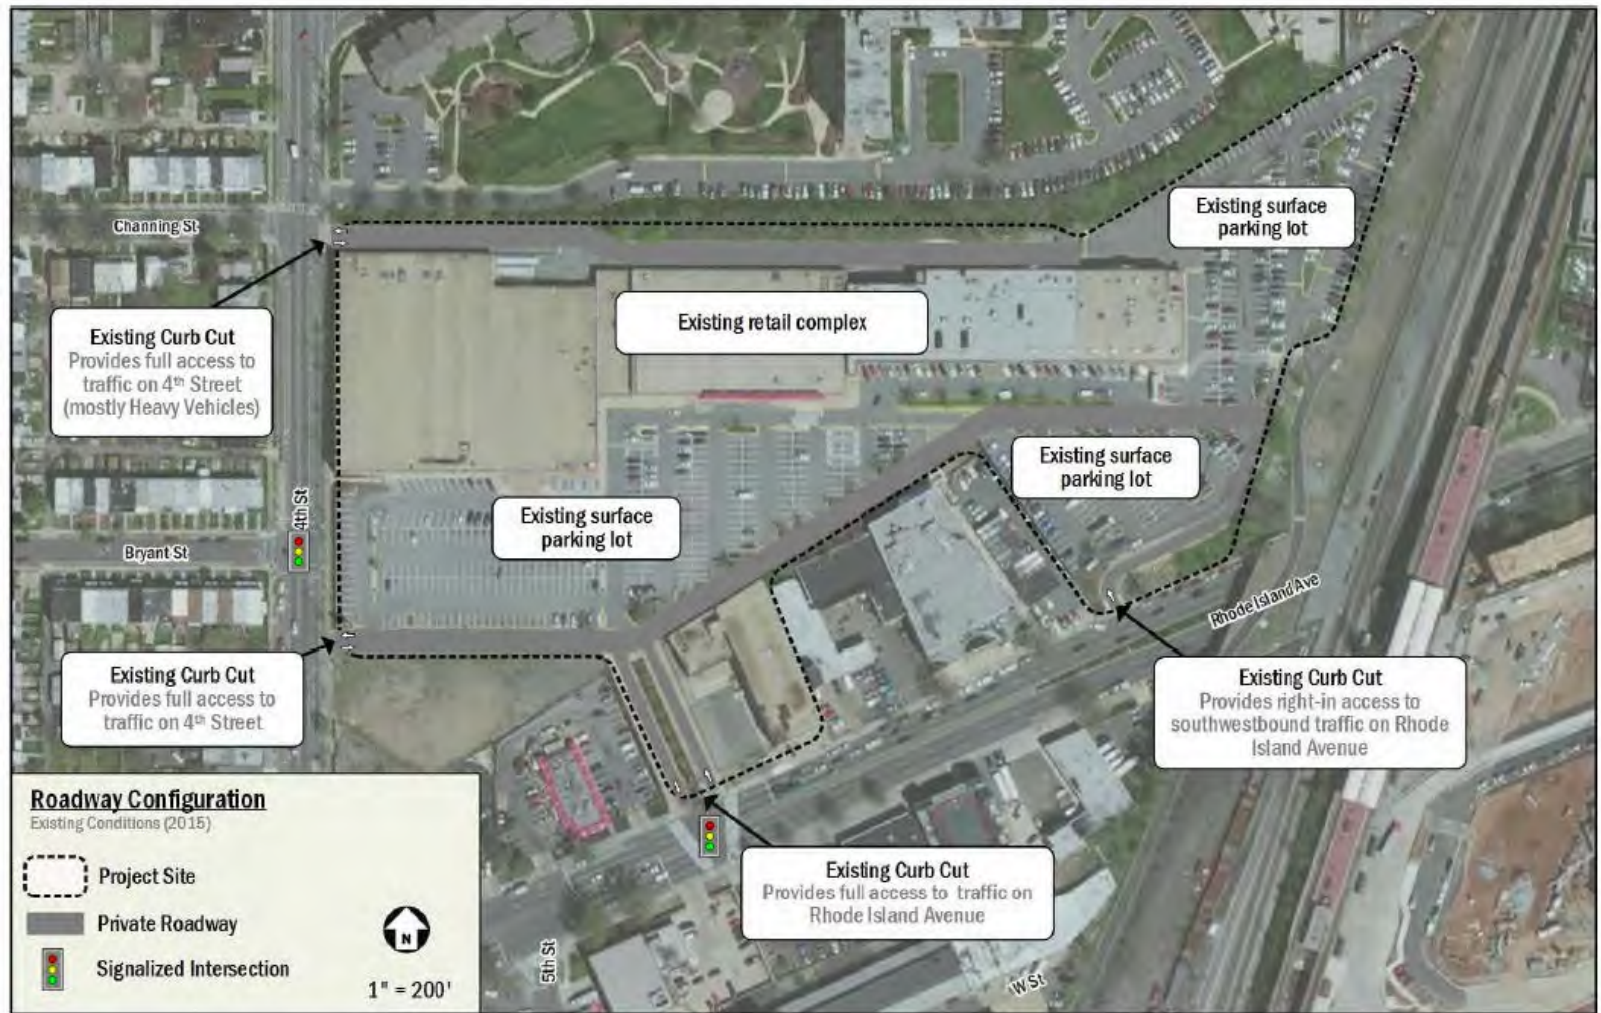 Channing St
Existing surface
parking lot
Existing retail complex
Existing Curb Cut
Provides full access to
traffic on 4th Street
(mostly Heavy Vehicles)
Existing surface
parking lot
4th St
Existing surface
parking lot
Bryant St
Rhode Island Ave
Existing Curb Cut
Provides full access to
traffic on 4th Street
Existing Curb Cut
Provides right-in access to
southwestbound traffic on Rhode
Island Avenue
Roadway Configuration
Existing Conditions (2015)
Project Site
Private Roadway
Signalized Intersection
N
1" = 200'
Existing Curb Cut
Provides full access to traffic on
Rhode Island Avenue
5th St
W St